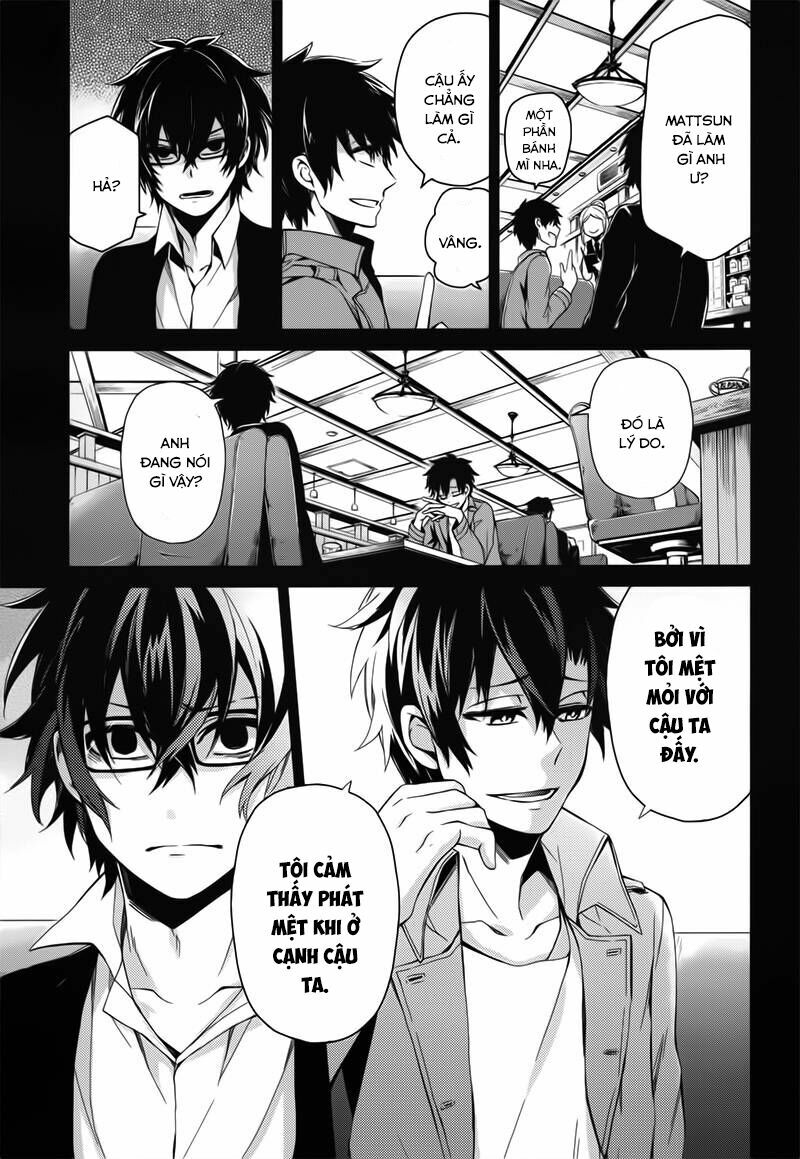 MATTSUN
ĐÃ LÀM
GÌ ANH
Ư?
MỘT
PHẦN
BÁNH
MÌ NHA.
VÂNG.
CẬU ẤY
CHẲNG
LÀM GÌ
CẢ.
HẢ?
ĐÓ LÀ
LÝ DO.
ANH
ĐANG NÓI
GÌ VẬY?
BỞI VÌ
TÔI MỆT
MỎI VỚI
CẬU TA
ĐẤY.
TÔI CẢM
THẤY PHÁT
MỆT KHI Ở
CẠNH CẬU
TA.